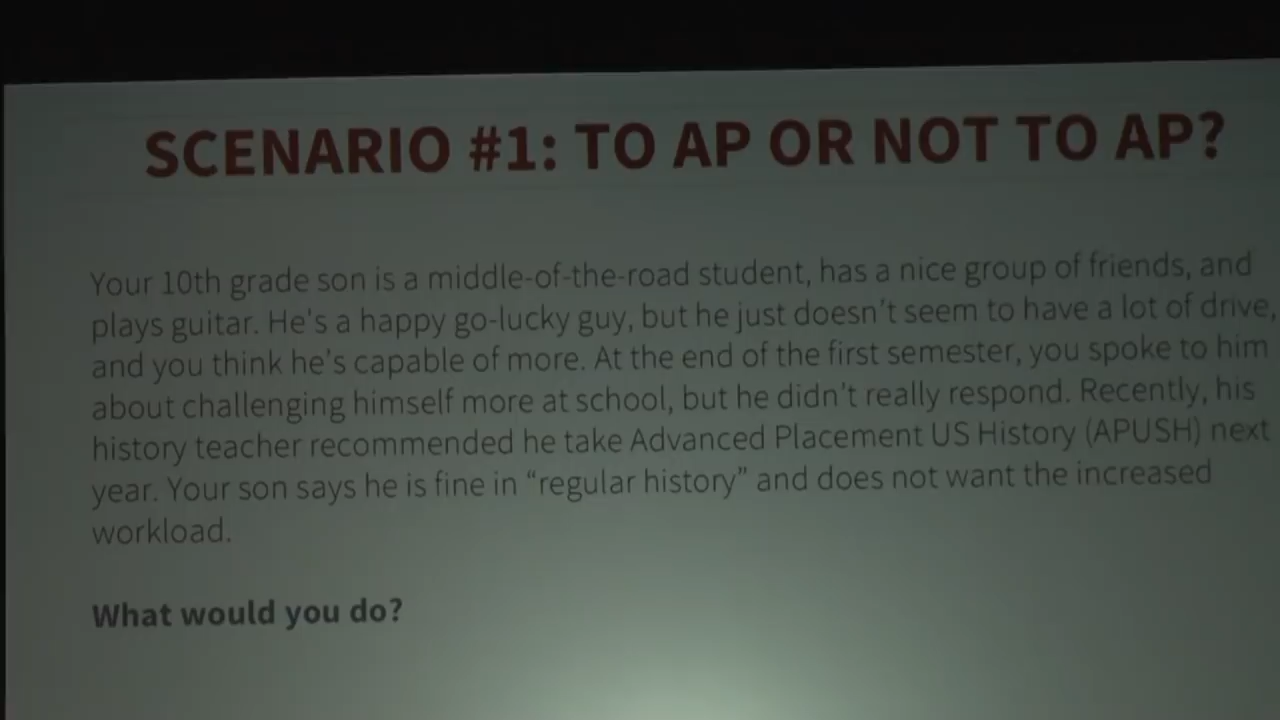 SCENARIO #1: TO AP OR NOT TO AP?
Your 10th grade son is a middle-of-the-road student, has a nice group of friends, and
plays guitar. He's a happy go-lucky guy, but he just doesn't seem to have a lot of drive,
and you think he's capable of more. At the end of the first semester, you spoke to him
about challenging himself more at school, but he didn't really respond. Recently, his
history teacher recommended he take Advanced Placement US History (APUSH) next
year. Your son says he is fine in “regular history” and does not want the increased
workload.
What would you do?